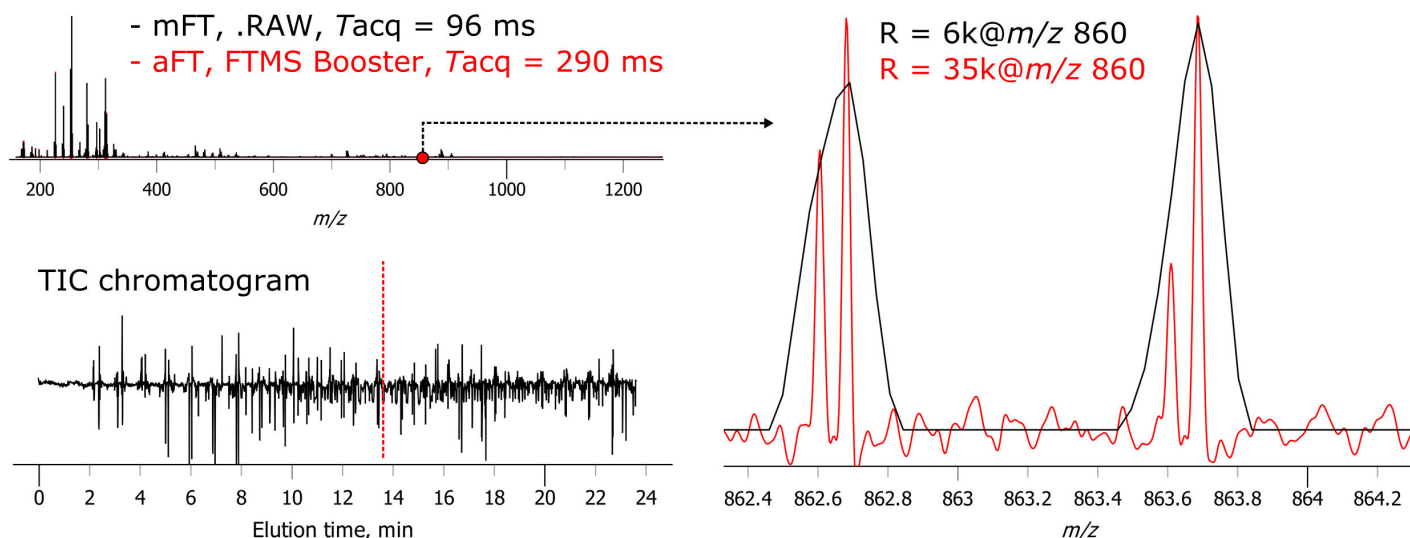 - mFT, .RAW, Tacq = 96 ms
- aFT, FTMS Booster, Tacq = 290 ms
200 400 600 800 1000 1200
m/z
TIC chromatogram
0 2 4 6 8 10 12 14 16 18 20 22 24
Elution time, min
R = 6k@m/z 860
R = 35k@m/z 860
862.4 862.6 862.8 863 863.2 863.4 863.6 863.8 864 864.2
m/z